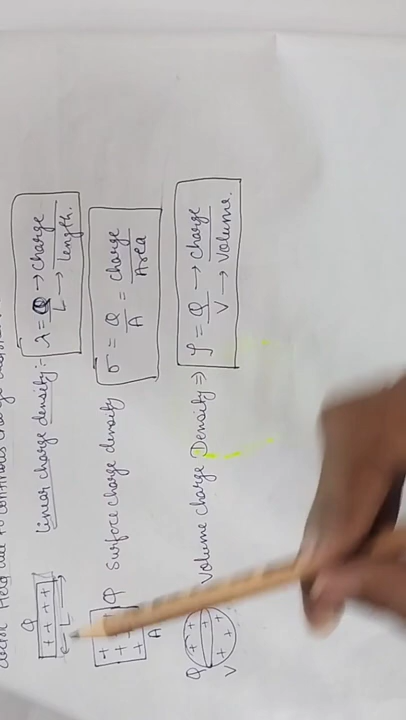 Q
+ + + +
L
linear charge density :- λ = Q → charge
L → Length.
+ +
+ +
+
A
Q
Surface charge density
σ = Q = charge
A Area
Q
+ + + + +
V
Volume charge Density ⇒ ρ = Q → charge
V → Volume.